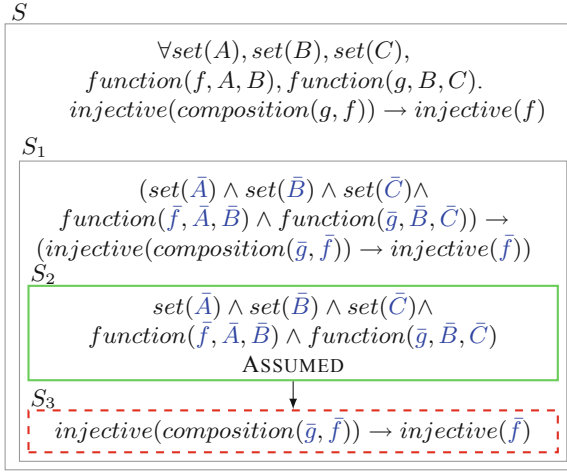 S
∀set(A), set(B), set(C),
function(f, A, B), function(g, B, C).
injective(composition(g, f)) → injective(f)
S₁
(set(Ā) ∧ set(B̄) ∧ set(C̄)∧
function(f̄, Ā, B̄) ∧ function(ḡ, B̄, C̄)) →
(injective(composition(ḡ, f̄)) → injective(f̄))
S₂
set(Ā) ∧ set(B̄) ∧ set(C̄)∧
function(f̄, Ā, B̄) ∧ function(ḡ, B̄, C̄)
ASSUMED
S₃
injective(composition(ḡ, f̄)) → injective(f̄)